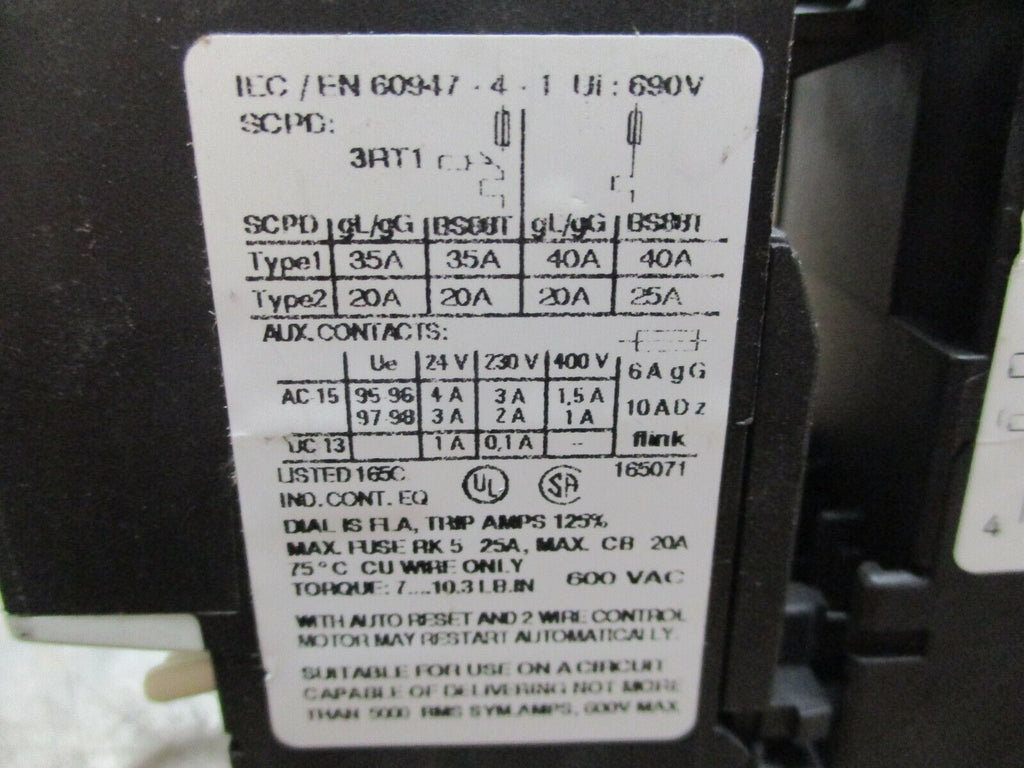 IEC / EN 60947 - 4 - 1 Ui : 690V
SCPD:
3RT1
SCPD gL/gG BS88T gL/gG BS88T
Type1 35A 35A 40A 40A
Type2 20A 20A 20A 25A
AUX. CONTACTS:
Ue 24 V 230 V 400 V
6A gG
AC-15 95-96 4 A 3 A 1,5 A
10A Dz
97-98 3 A 2 A 1 A
DC 13 1 A 0,1 A --
flink
LISTED 165C UL SA 165071
IND. CONT. EQ
DIAL IS FLA, TRIP AMPS 125%
MAX. FUSE RK 5 25A, MAX. CB 20A
75°C CU WIRE ONLY
TORQUE: 7....10.3 LB.IN 600 VAC
WITH AUTO RESET AND 2 WIRE CONTROL
MOTOR MAY RESTART AUTOMATICALLY.
SUITABLE FOR USE ON A CIRCUIT
CAPABLE OF DELIVERING NOT MORE
THAN 5000 RMS SYM.AMPS, 600V MAX.
4